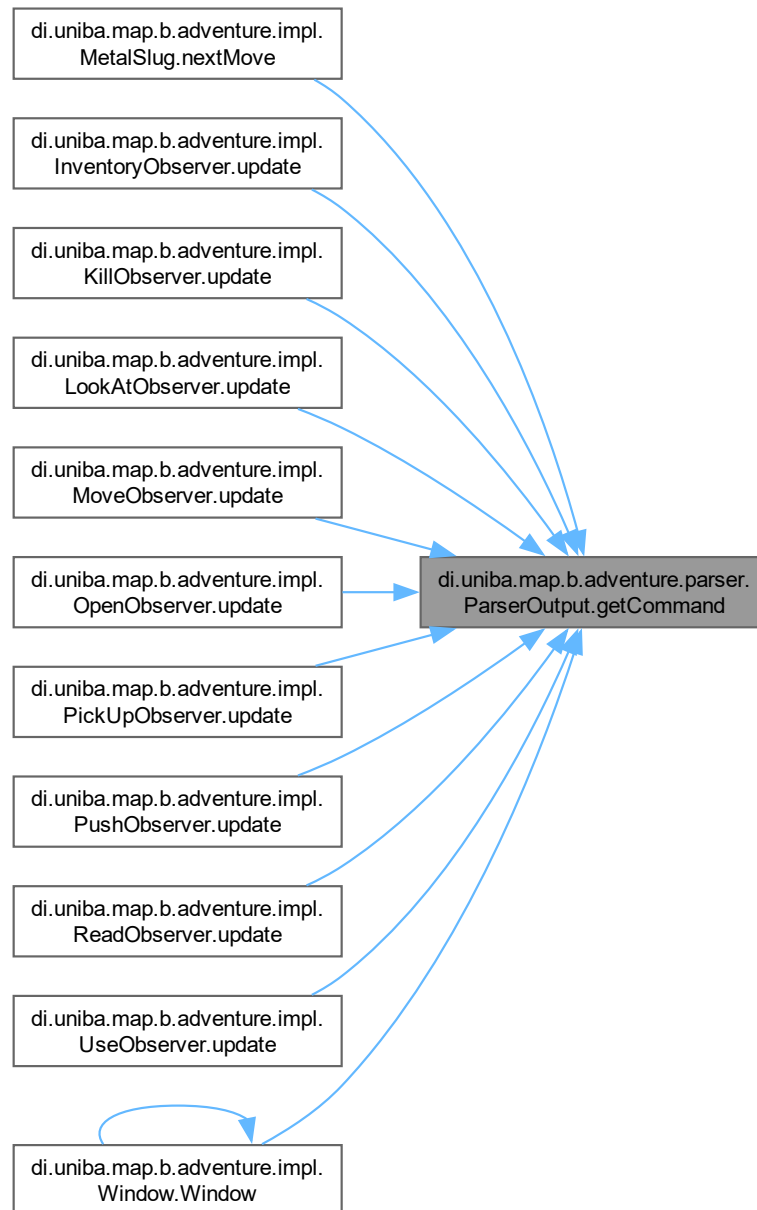 di.uniba.map.b.adventure.impl.
MetalSlug.nextMove
di.uniba.map.b.adventure.impl.
InventoryObserver.update
di.uniba.map.b.adventure.impl.
KillObserver.update
di.uniba.map.b.adventure.impl.
LookAtObserver.update
di.uniba.map.b.adventure.impl.
MoveObserver.update
di.uniba.map.b.adventure.impl.
OpenObserver.update
di.uniba.map.b.adventure.parser.
ParserOutput.getCommand
di.uniba.map.b.adventure.impl.
PickUpObserver.update
di.uniba.map.b.adventure.impl.
PushObserver.update
di.uniba.map.b.adventure.impl.
ReadObserver.update
di.uniba.map.b.adventure.impl.
UseObserver.update
di.uniba.map.b.adventure.impl.
Window.Window